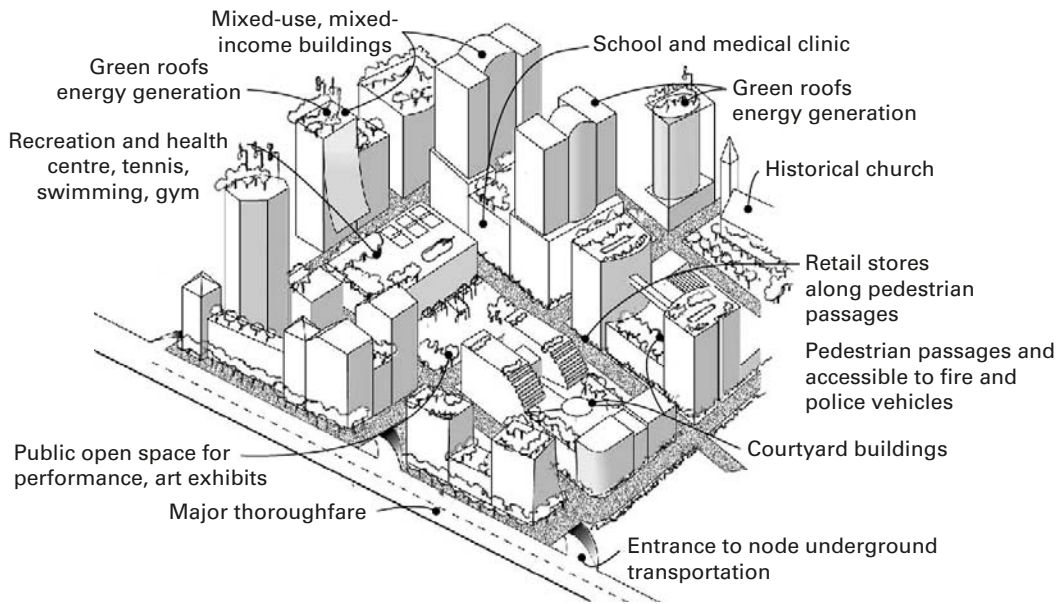 Mixed-use, mixed-
income buildings
School and medical clinic
Green roofs
energy generation
Green roofs
energy generation
Recreation and health
centre, tennis,
swimming, gym
Historical church
Retail stores
along pedestrian
passages
Pedestrian passages and
accessible to fire and
police vehicles
Public open space for
performance, art exhibits
Courtyard buildings
Major thoroughfare
Entrance to node underground
transportation